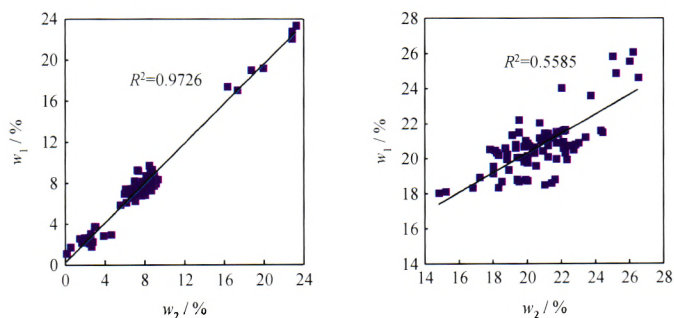 24
20
16
12
8
4
0
w₁ / %
R²=0.9726
0 4 8 12 16 20 24
w₂ / %
28
26
24
22
20
18
16
14
w₁ / %
R²=0.5585
14 16 18 20 22 24 26 28
w₂ / %